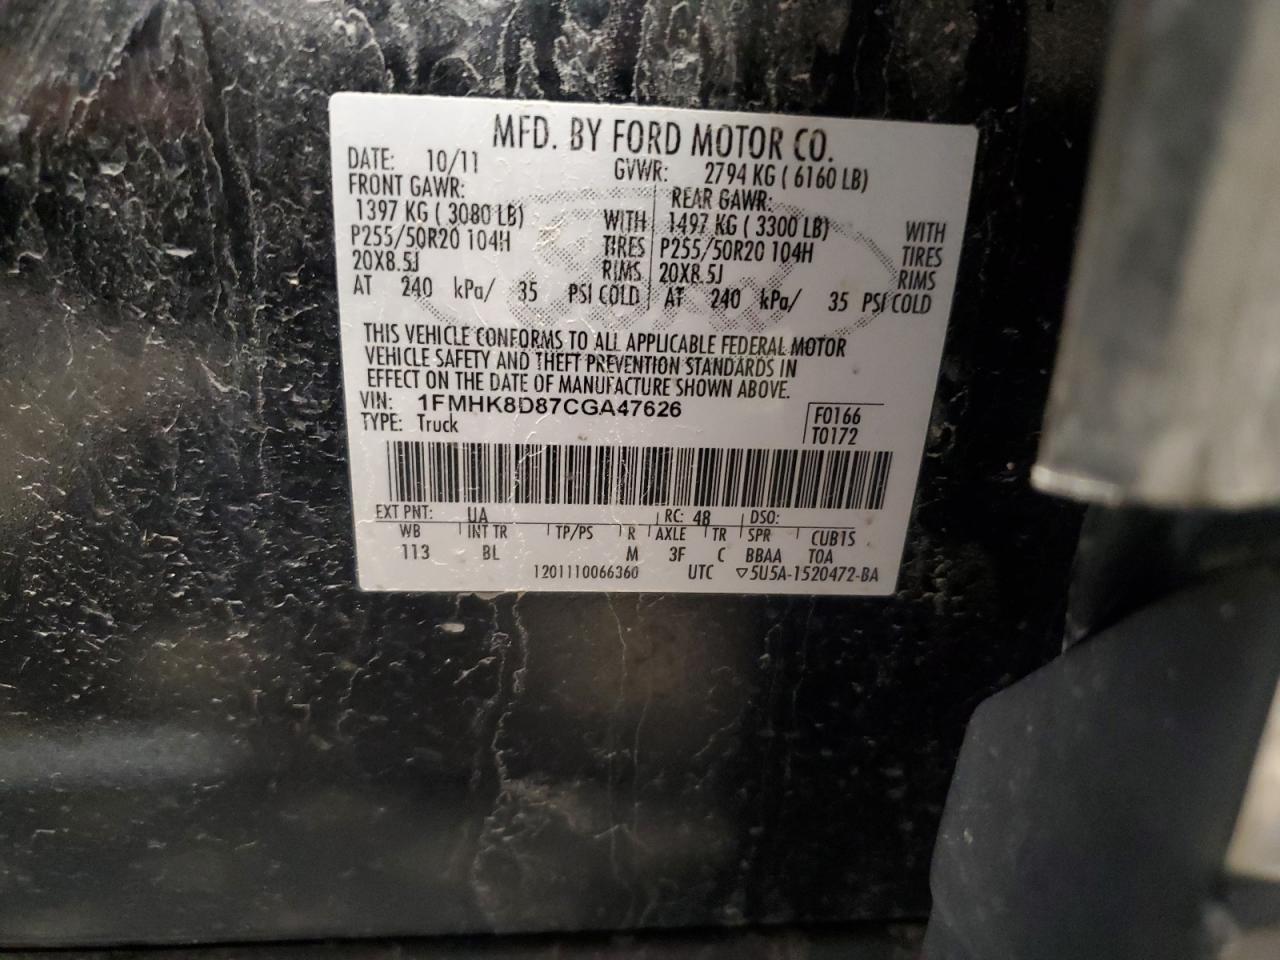 MFD. BY FORD MOTOR CO.
DATE: 10/11 GVWR: 2794 KG ( 6160 LB)
FRONT GAWR: REAR GAWR:
1397 KG ( 3080 LB) WITH 1497 KG ( 3300 LB) WITH
P255/50R20 104H TIRES P255/50R20 104H TIRES
20X8.5J RIMS 20X8.5J RIMS
AT 240 kPa/ 35 PSI COLD AT 240 kPa/ 35 PSI COLD
THIS VEHICLE CONFORMS TO ALL APPLICABLE FEDERAL MOTOR
VEHICLE SAFETY AND THEFT PREVENTION STANDARDS IN
EFFECT ON THE DATE OF MANUFACTURE SHOWN ABOVE.
VIN: 1FMHK8D87CGA47626 F0166
TYPE: Truck T0172
EXT PNT: UA RC: 48 DSO:
WB INT TR TP/PS R AXLE TR SPR CUB1S
113 BL M 3F C BBAA TOA
1201110066360 UTC ▽5U5A-1520472-BA